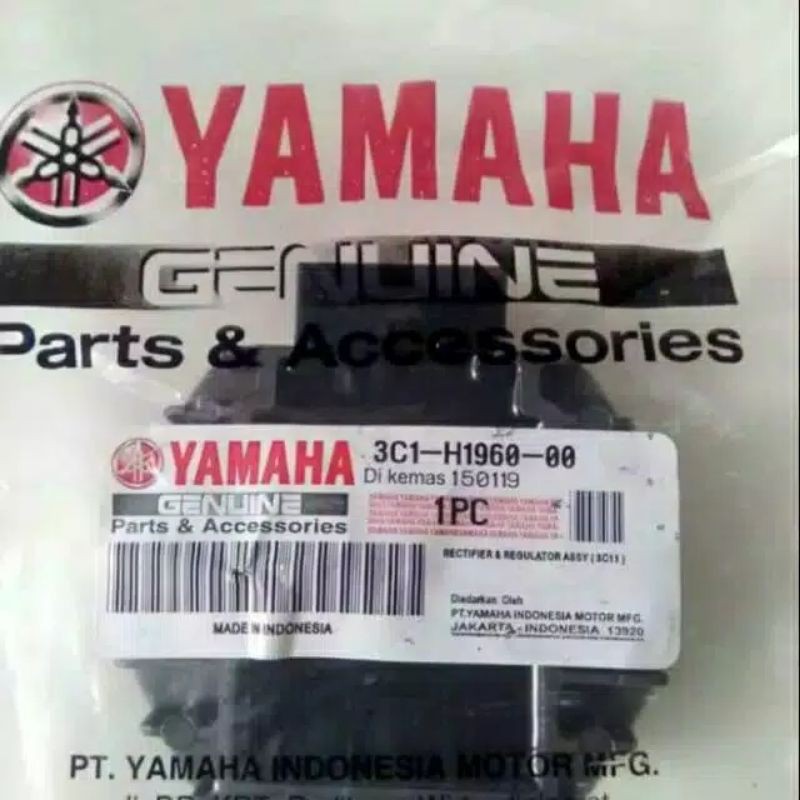 YAMAHA
GENUINE
Parts & Accessories
YAMAHA
GENUINE
Parts & Accessories
3C1-H1960-00
Di kemas 150119
1PC
RECTIFIER & REGULATOR ASSY ( 3C11 )
MADE IN INDONESIA
Diedarkan Oleh
PT.YAMAHA INDONESIA MOTOR MFG.
JAKARTA - INDONESIA 13920
PT. YAMAHA INDONESIA MOTOR MFG.